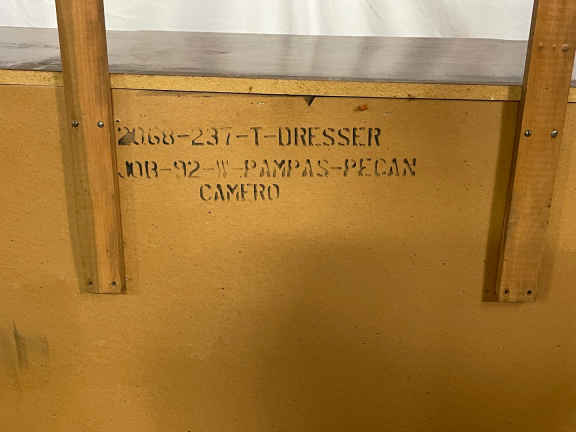 2068-237-T-DRESSER
JOB-92-W-PAMPAS-PECAN
CAMERO